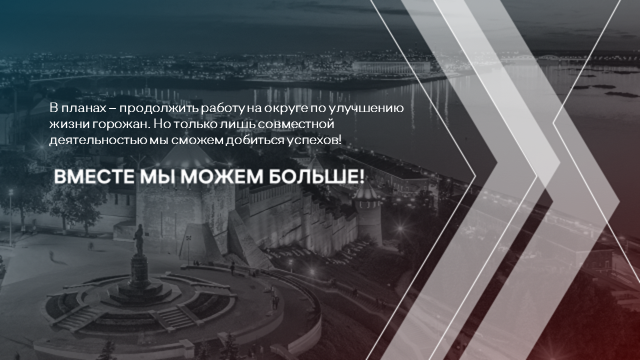 В планах – продолжить работу на округе по улучшению
жизни горожан. Но только лишь совместной
деятельностью мы сможем добиться успехов!
ВМЕСТЕ МЫ МОЖЕМ БОЛЬШЕ!